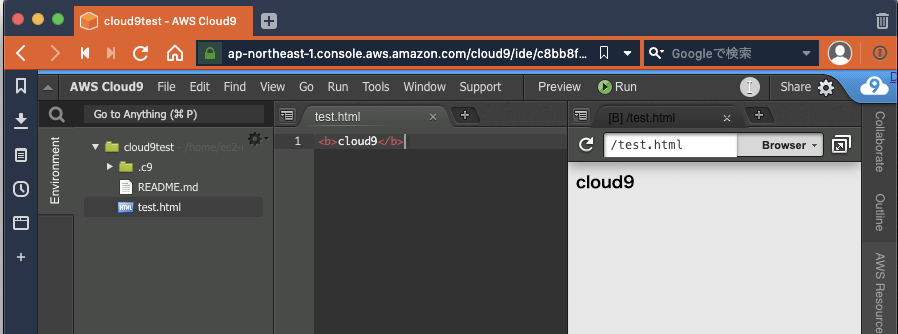 cloud9test - AWS Cloud9
ap-northeast-1.console.aws.amazon.com/cloud9/ide/c8bb8f...
Googleで検索
AWS Cloud9 File Edit Find View Go Run Tools Window Support Preview Run Share
Go to Anything (⌘ P)
test.html
[B] /test.html
Environment
cloud9test - /home/ec2-u
.c9
README.md
test.html
1 <b>cloud9</b>
/test.html
Browser
cloud9
Collaborate
Outline
AWS Resource